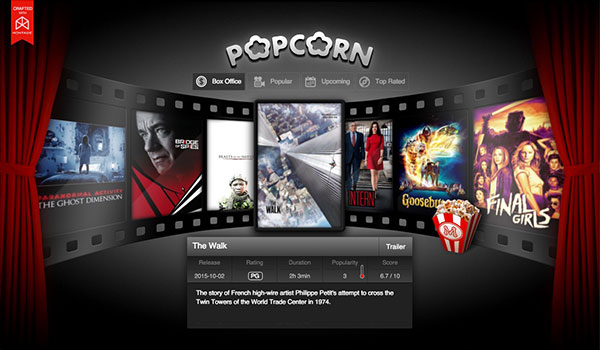 CRAFTED
WITH
MONTAGE
POPCORN
Box Office
Popular
Upcoming
Top Rated
PARANORMAL ACTIVITY
THE GHOST DIMENSION
BRIDGE
OF SPIES
WALK
INTERN
Goosebu
THE
FINAL
GIRLS
M
The Walk
Trailer
Release
Rating
Duration
Popularity
Score
2015-10-02
PG
2h 3min
3
6.7 / 10
The story of French high-wire artist Philippe Petit's attempt to cross the
Twin Towers of the World Trade Center in 1974.